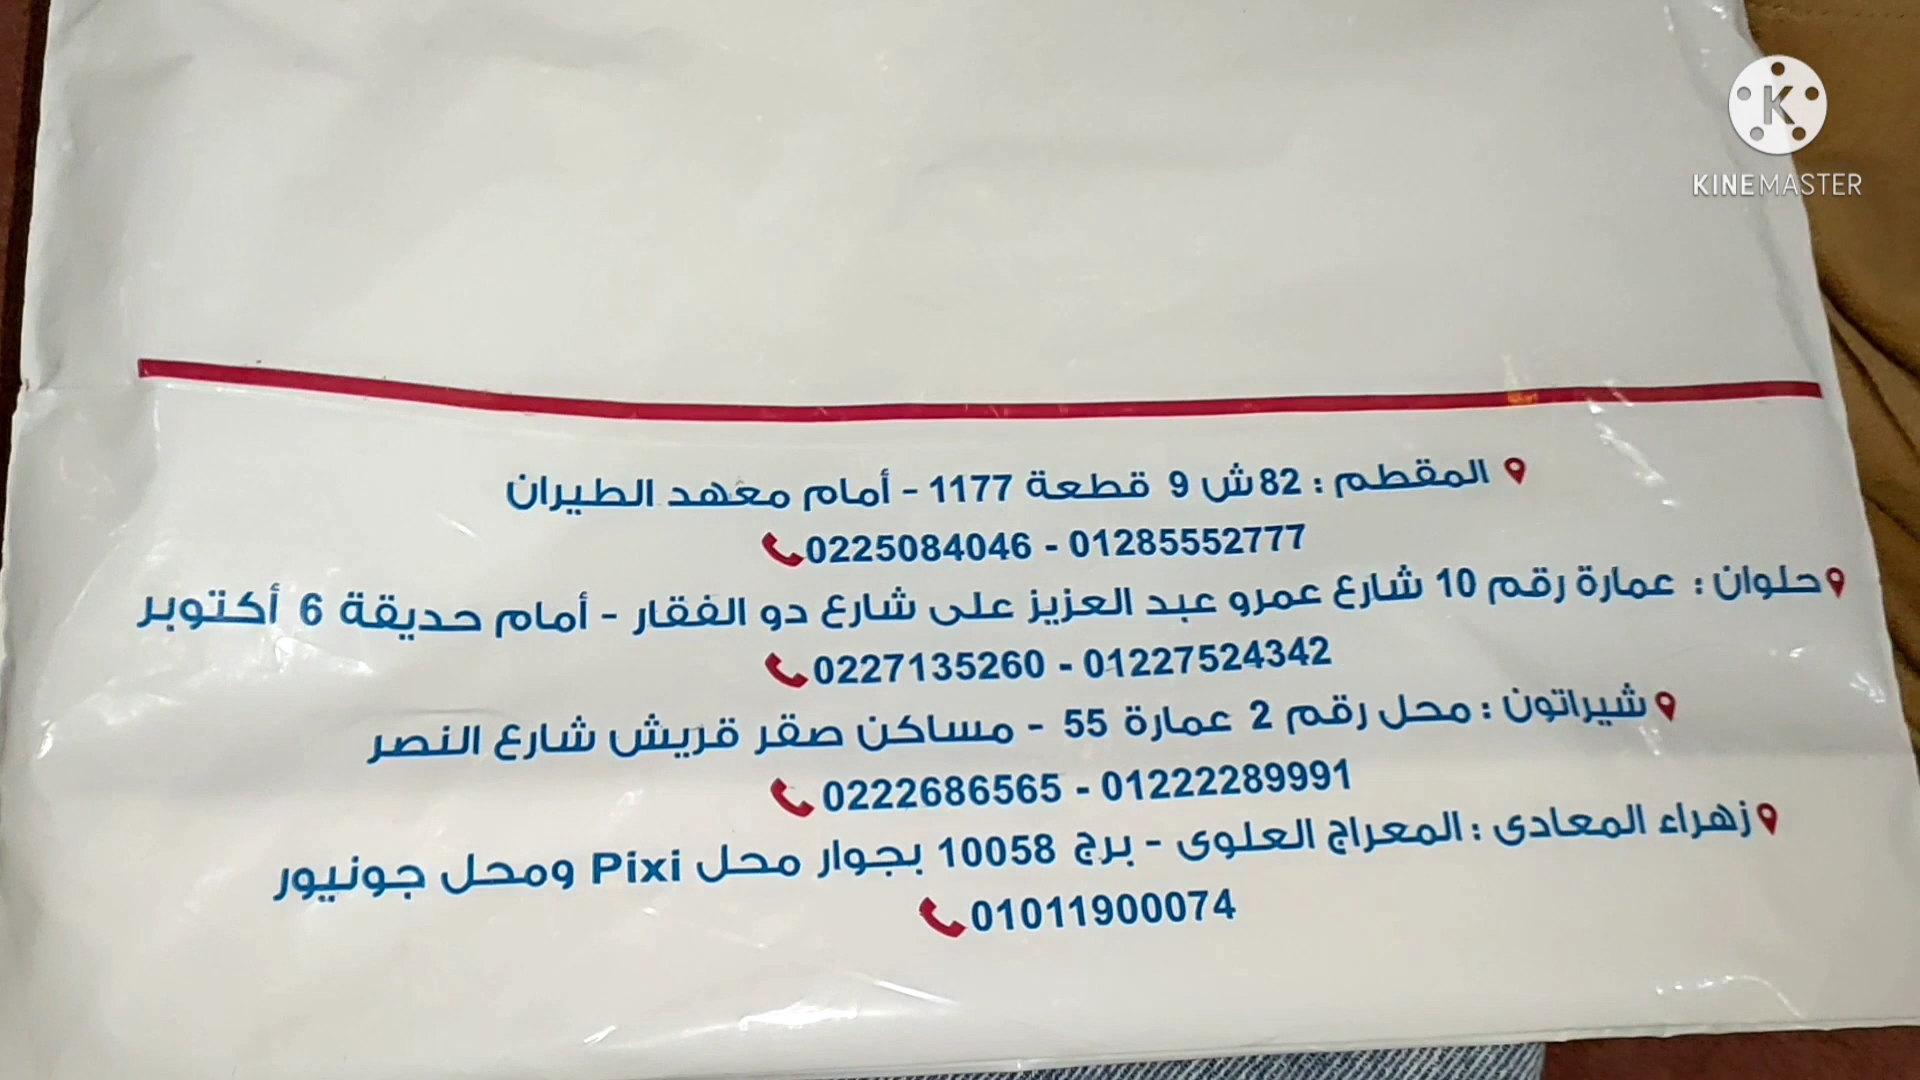 KINEMASTER
المقطم : 82 ش 9 قطعة 1177 - أمام معهد الطيران
0225084046 - 01285552777
حلوان : عمارة رقم 10 شارع عمرو عبد العزيز على شارع دو الفقار - أمام حديقة 6 أكتوبر
0227135260 - 01227524342
شيراتون : محل رقم 2 عمارة 55 - مساكن صقر قريش شارع النصر
0222686565 - 01222289991
زهراء المعادى : المعراج العلوى - برج 10058 بجوار محل Pixi ومحل جونيور
01011900074